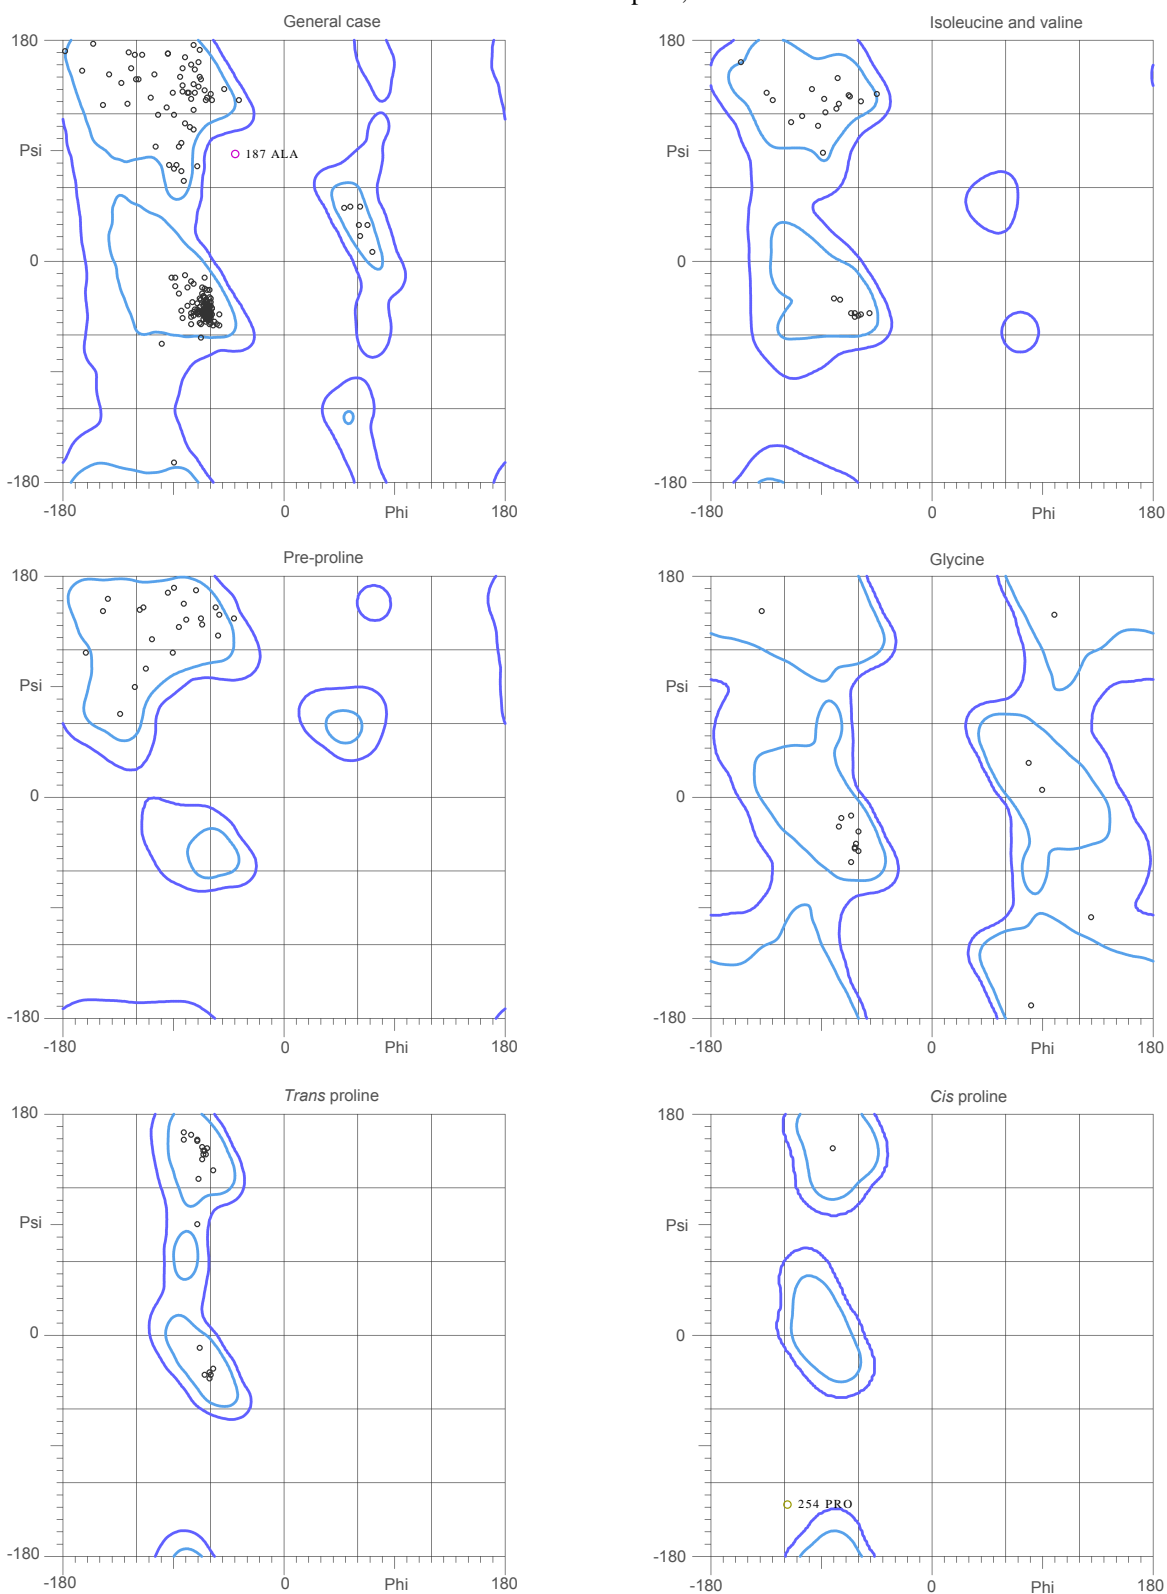 General case
Isoleucine and valine
180
180
187 ALA
Psi
Psi
0
0
-180
-180
-180
0
Phi
180
-180
0
Phi
180
Pre-proline
Glycine
180
180
Psi
Psi
0
0
-180
-180
-180
0
Phi
180
-180
0
Phi
180
Trans proline
Cis proline
180
180
Psi
Psi
0
0
254 PRO
-180
-180
-180
0
Phi
180
-180
0
Phi
180